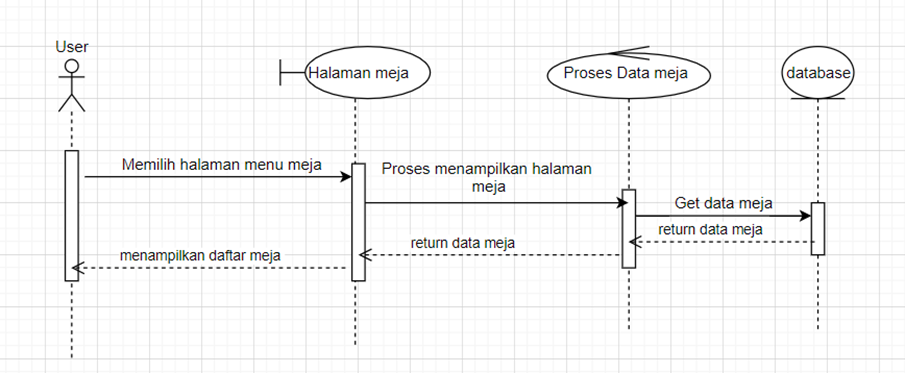 User
Halaman meja
Proses Data meja
database
Memilih halaman menu meja
Proses menampilkan halaman
meja
Get data meja
return data meja
return data meja
menampilkan daftar meja